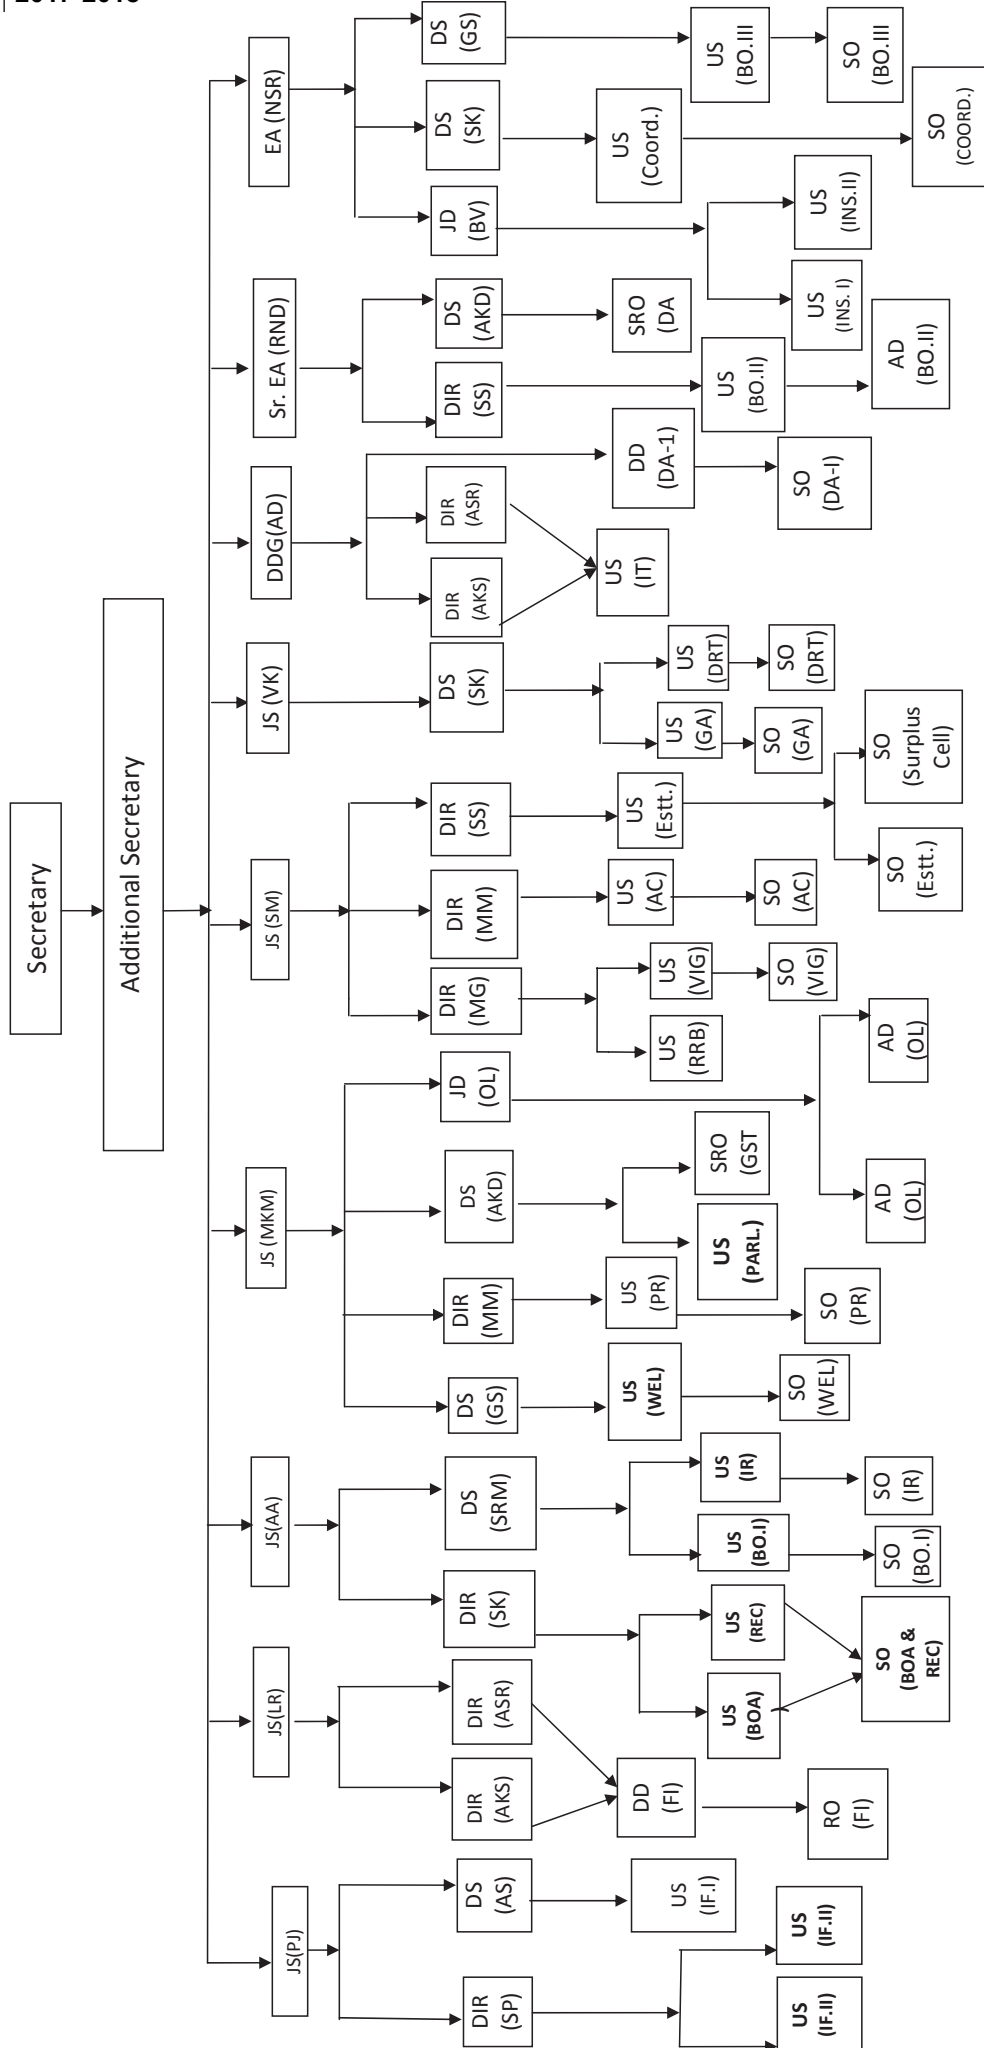 Secretary
Additional Secretary
JS(PJ)
JS(LR)
JS(AA)
JS (MKM)
JS (SM)
JS (VK)
DDG(AD)
Sr. EA (RND)
EA (NSR)
DIR
(SP)
DS
(AS)
DIR
(AKS)
DIR
(ASR)
DIR
(SK)
DS
(SRM)
DS
(GS)
DIR
(MM)
DS
(AKD)
JD
(OL)
DIR
(MG)
DIR
(MM)
DIR
(SS)
DS
(SK)
DIR
(AKS)
DIR
(ASR)
DIR
(SS)
DS
(AKD)
JD
(BV)
DS
(SK)
DS
(GS)
US
(IF.II)
US
(IF.II)
US
(IF.I)
DD
(FI)
RO
(FI)
US
(BOA)
)
US
(REC)
SO
(BOA &
REC)
US
(BO.I)
SO
(BO.I)
US
(IR)
SO
(IR)
US
(WEL)
SO
(WEL)
US
(PR)
SO
(PR)
US
(PARL.)
SRO
(GST
AD
(OL)
AD
(OL)
US
(RRB)
US
(VIG)
SO
(VIG)
US
(AC)
SO
(AC)
US
(Estt.)
SO
(Estt.)
SO
(Surplus
Cell)
US
(GA)
SO
(GA)
US
(DRT)
SO
(DRT)
US
(IT)
DD
(DA-1)
SO
(DA-I)
US
(BO.II)
AD
(BO.II)
SRO
(DA
US
(INS. I)
US
(INS.II)
US
(Coord.)
SO
(COORD.)
US
(BO.III)
SO
(BO.III)